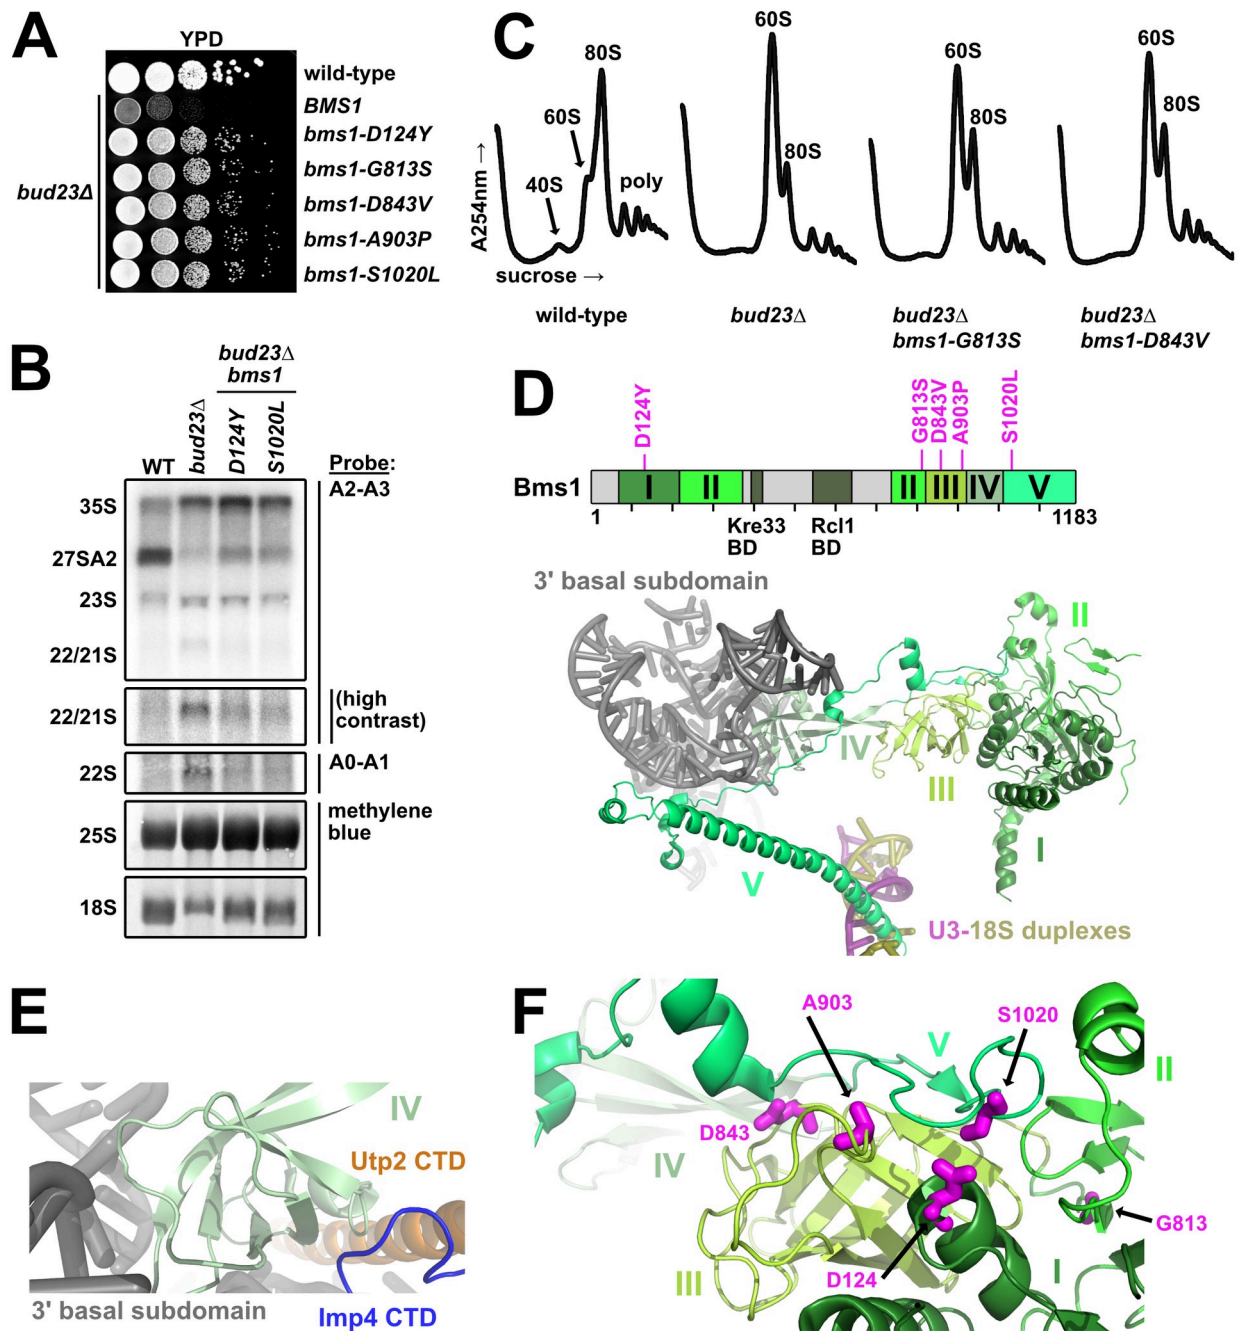 A
YPD
wild-type
BMS1
bms1-D124Y
bms1-G813S
bms1-D843V
bms1-A903P
bms1-S1020L
bud23Δ
B
bud23Δ
bms1
WT
bud23Δ
D124Y
S1020L
Probe:
A2-A3
35S
27SA2
23S
22/21S
22/21S
(high
contrast)
22S
A0-A1
25S
methylene
blue
18S
C
A254nm →
sucrose →
40S
60S
80S
poly
wild-type
60S
80S
bud23Δ
60S
80S
bud23Δ
bms1-G813S
60S
80S
bud23Δ
bms1-D843V
D
D124Y
G813S
D843V
A903P
S1020L
Bms1
I
II
II
III
IV
V
1
1183
Kre33
BD
Rcl1
BD
3' basal subdomain
II
IV
III
I
V
U3-18S duplexes
E
IV
Utp2 CTD
3' basal subdomain
Imp4 CTD
F
A903
S1020
V
II
D843
IV
G813
D124
III
I